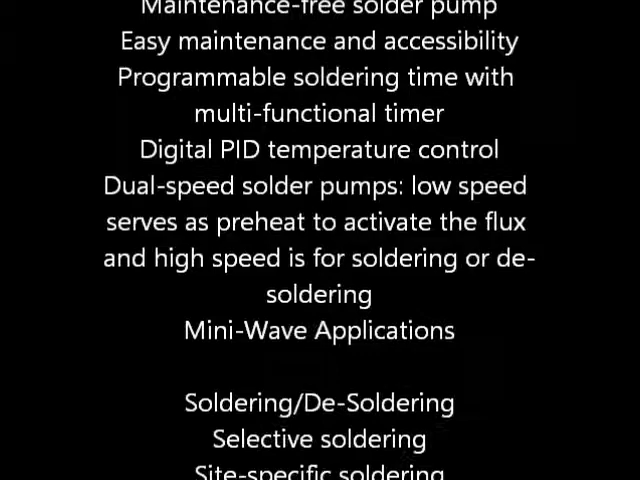 Maintenance-free solder pump
Easy maintenance and accessibility
Programmable soldering time with
multi-functional timer
Digital PID temperature control
Dual-speed solder pumps: low speed
serves as preheat to activate the flux
and high speed is for soldering or de-
soldering
Mini-Wave Applications
Soldering/De-Soldering
Selective soldering
Site-specific soldering